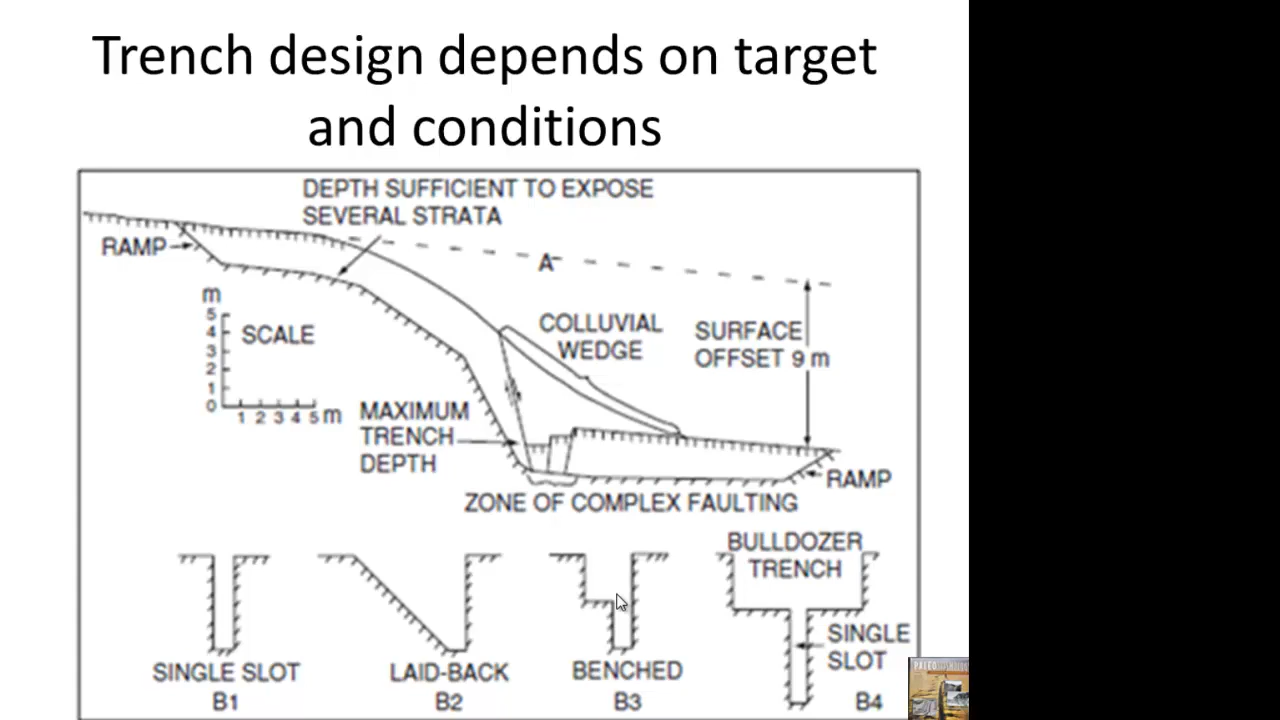 Trench design depends on target
and conditions
DEPTH SUFFICIENT TO EXPOSE
SEVERAL STRATA
RAMP
A
m
5
4
3
2
1
0
SCALE
1 2 3 4 5 m
COLLUVIAL
WEDGE
SURFACE
OFFSET 9 m
MAXIMUM
TRENCH
DEPTH
RAMP
ZONE OF COMPLEX FAULTING
BULLDOZER
TRENCH
SINGLE
SLOT
SINGLE SLOT
B1
LAID-BACK
B2
BENCHED
B3
B4